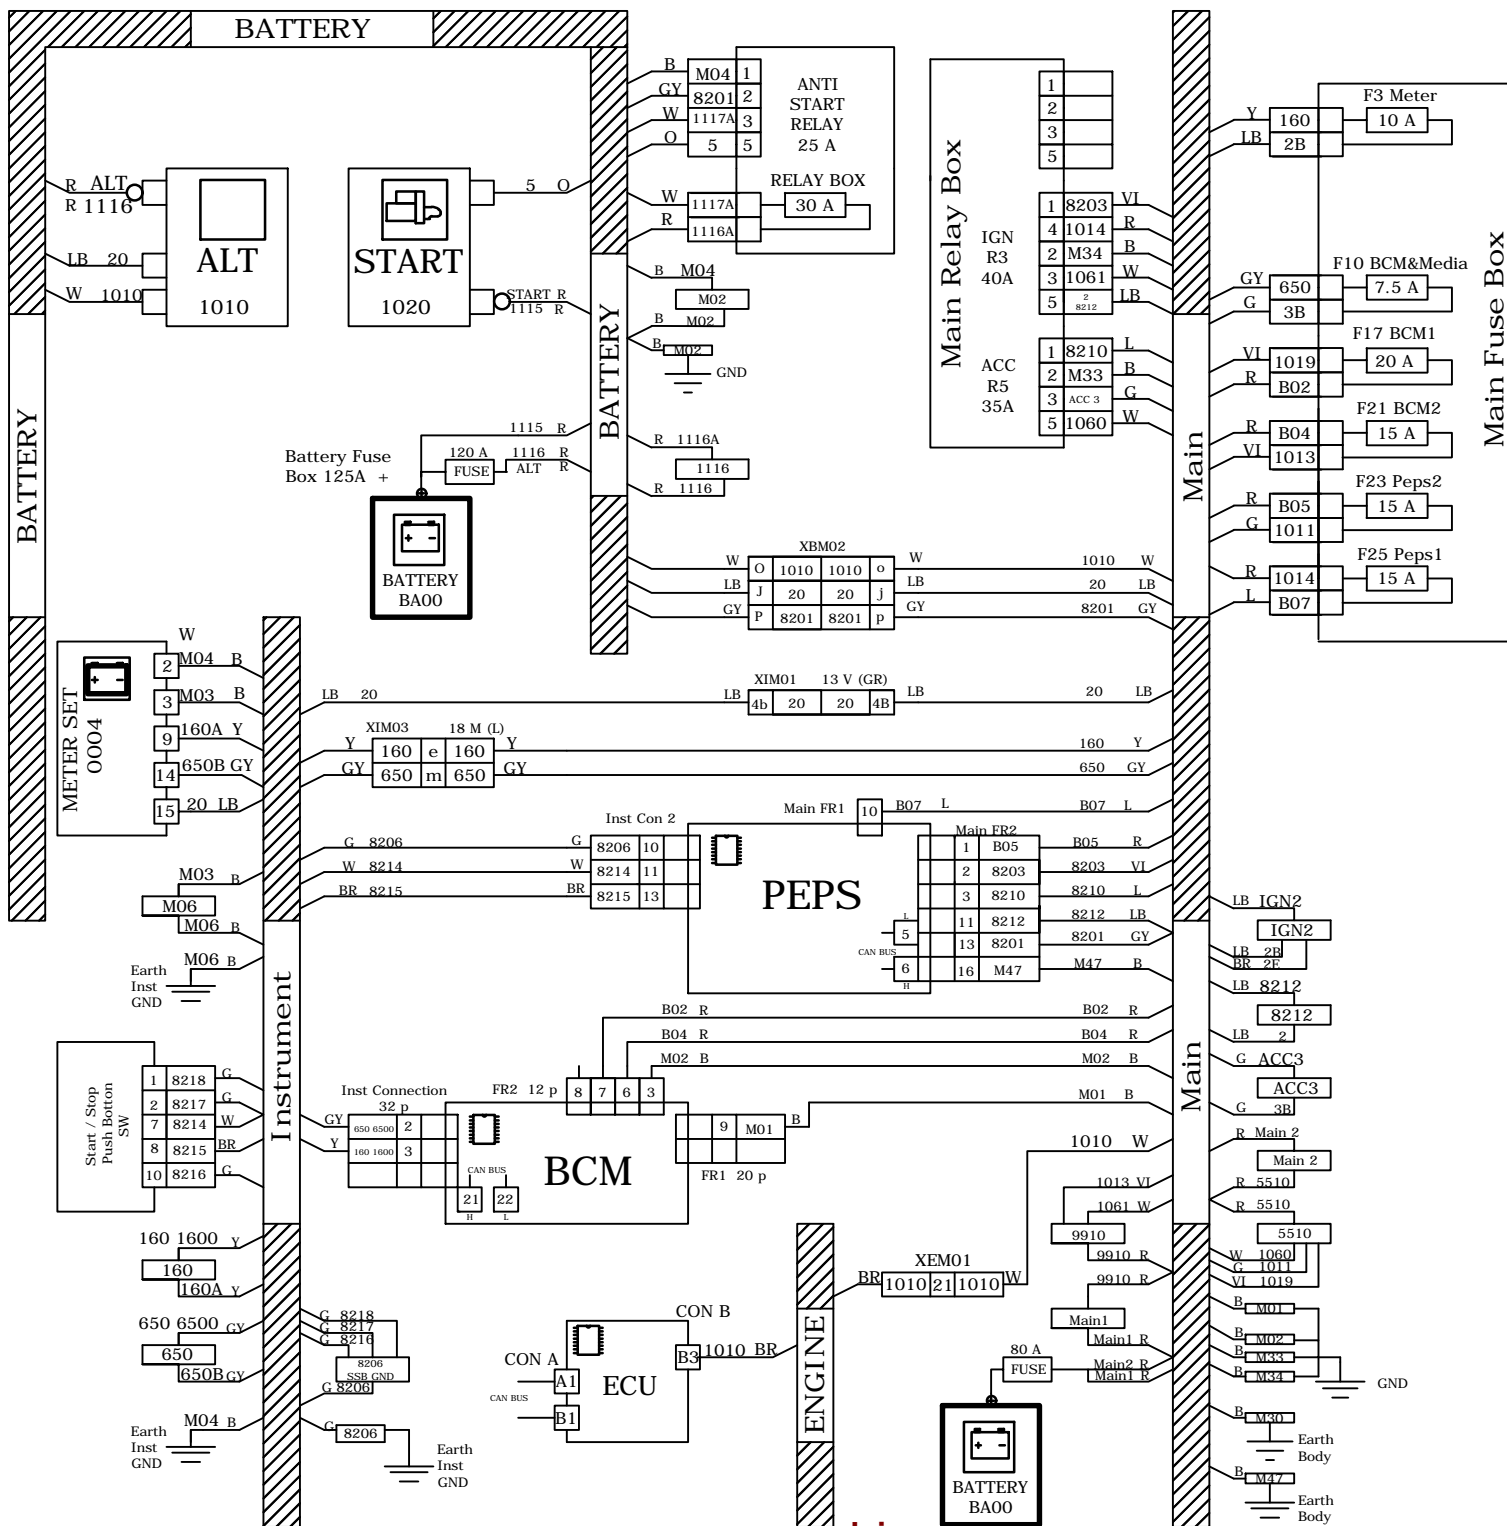 BATTERY
R ALT
R 1116
LB 20
W 1010
ALT
1010
START
1020
5 O
START R
1115 R
BATTERY
BATTERY
B M04 1
GY 8201 2
W 1117A 3
O 5 5
ANTI
START
RELAY
25 A
RELAY BOX
W 1117A
30 A
R 1116A
B M04
M02
B M02
B M02
GND
R 1116A
1116
R 1116
1115 R
120 A
FUSE
1116 R
ALT R
Battery Fuse
Box 125A +
BATTERY
BA00
Main Relay Box
1
2
3
5
IGN
R3
40A
1 8203 VI
4 1014 R
2 M34 B
3 1061 W
5 2 8212 LB
ACC
R5
35A
1 8210 L
2 M33 B
3 ACC 3 G
5 1060 W
Main
Main Fuse Box
F3 Meter
Y 160 10 A
LB 2B
F10 BCM&Media
GY 650 7.5 A
G 3B
F17 BCM1
VI 1019 20 A
R B02
F21 BCM2
R B04 15 A
VI 1013
F23 Peps2
R B05 15 A
G 1011
F25 Peps1
R 1014 15 A
L B07
XBM02
W O 1010 1010 o W 1010 W
LB J 20 20 j LB 20 LB
GY P 8201 8201 p GY 8201 GY
METER SET
0004
W
2 M04 B
3 M03 B
9 160A Y
14 650B GY
15 20 LB
XIM01 13 V (GR)
LB 20 LB 4b 20 20 4B LB 20 LB
XIM03 18 M (L)
Y 160 e 160 Y 160 Y
GY 650 m 650 GY 650 GY
Main FR1 10 B07 L B07 L
Inst Con 2
G 8206 G 8206 10
W 8214 W 8214 11
BR 8215 BR 8215 13
PEPS
Main FR2
1 B05 B05 R
2 8203 8203 VI
3 8210 8210 L
11 8212 8212 LB
13 8201 8201 GY
16 M47 M47 B
L
5
CAN BUS
6
H
M03 B
M06
M06 B
M06 B
Earth
Inst
GND
Instrument
Start / Stop
Push Botton
SW
1 8218 G
2 8217 G
7 8214 W
8 8215 BR
10 8216 G
B02 R B02 R
B04 R B04 R
M02 B M02 B
FR2 12 p
8 7 6 3
Inst Connection
32 p
GY 650 6500 2
Y 160 1600 3
BCM
CAN BUS
21 22
H L
9 M01 B
FR1 20 p
M01 B
1010 W
Main
LB IGN2
IGN2
LB 2B
BR 2E
LB 8212
8212
LB 2
G ACC3
ACC3
G 3B
R Main 2
Main 2
R 5510
R 5510
5510
W 1060
G 1011
VI 1019
B M01
B M02
B M33
B M34
GND
B M30
Earth
Body
B M47
Earth
Body
1013 VI
1061 W
9910
9910 R
9910 R
Main1
Main1 R
Main2 R
Main1 R
80 A
FUSE
BATTERY
BA00
XEM01
BR 1010 21 1010 W
ENGINE
CON B
B3 1010 BR
ECU
CON A
A1
CAN BUS
B1
160 1600 Y
160
160A Y
650 6500 GY
650
650B GY
M04 B
Earth
Inst
GND
G 8218
G 8217
G 8216
8206
SSB GND
G 8206
G 8206
Earth
Inst
GND